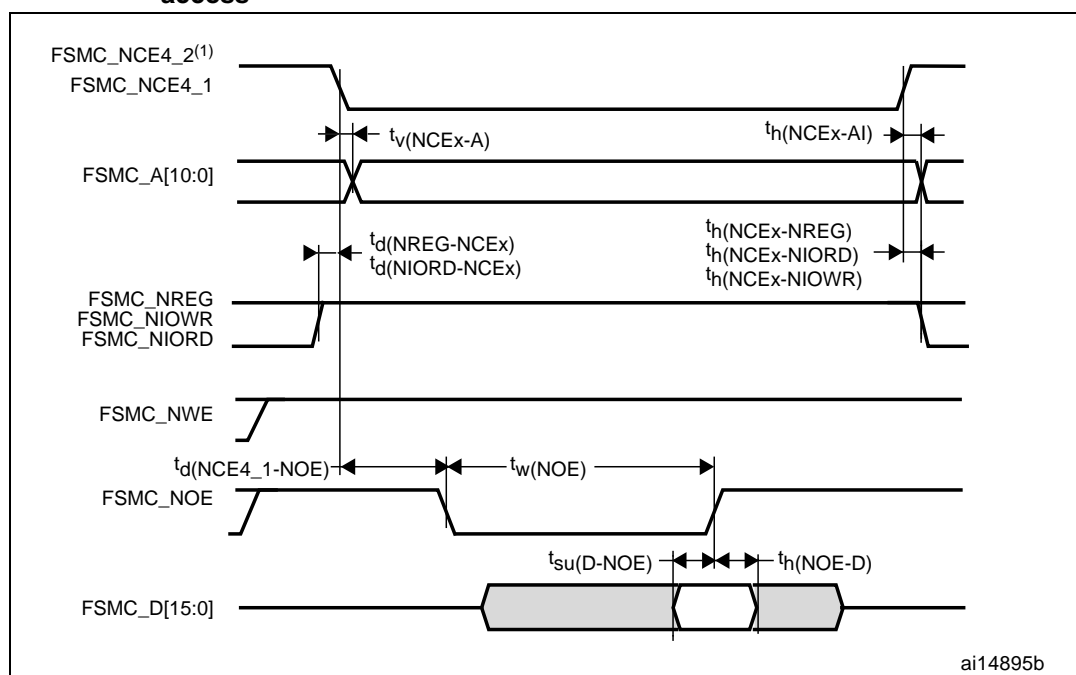 access
FSMC_NCE4_2(1)
FSMC_NCE4_1
tv(NCEx-A)
th(NCEx-AI)
FSMC_A[10:0]
td(NREG-NCEx)
td(NIORD-NCEx)
th(NCEx-NREG)
th(NCEx-NIORD)
th(NCEx-NIOWR)
FSMC_NREG
FSMC_NIOWR
FSMC_NIORD
FSMC_NWE
td(NCE4_1-NOE)
tw(NOE)
FSMC_NOE
tsu(D-NOE)
th(NOE-D)
FSMC_D[15:0]
ai14895b